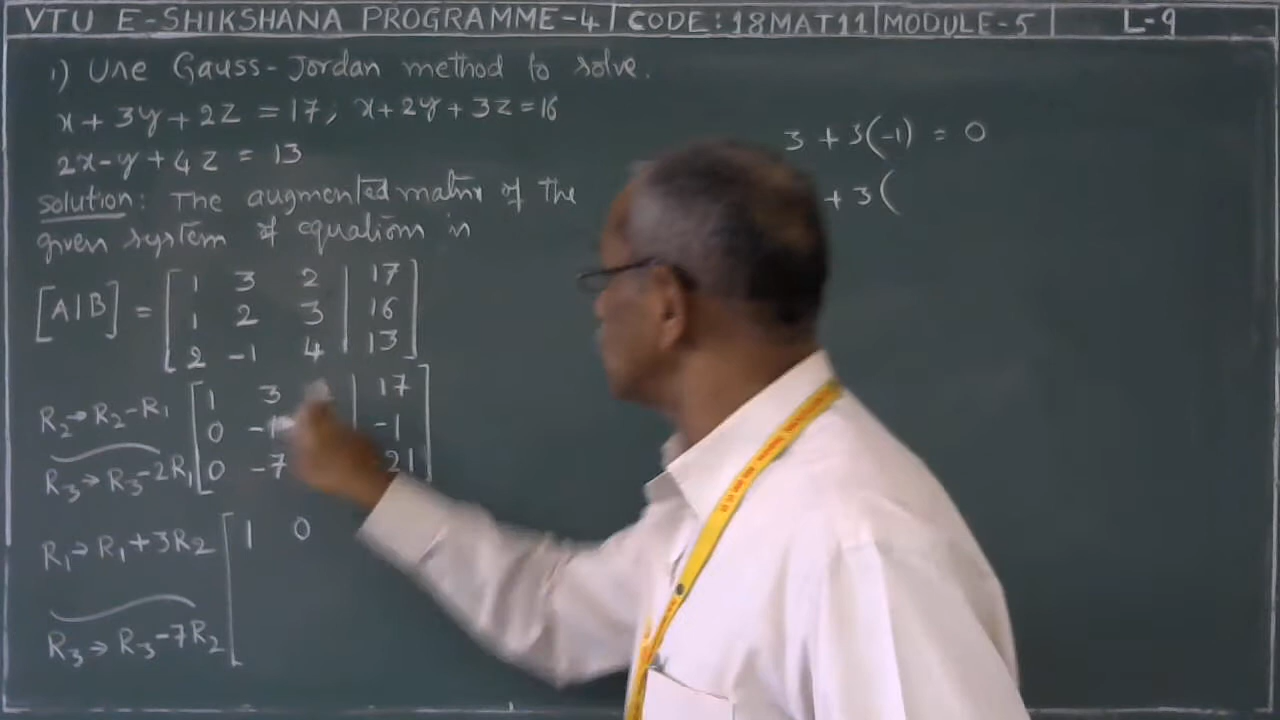 VTU E-SHIKSHANA PROGRAMME-4 | CODE:18MAT11 | MODULE-5 | L-9
1) Use Gauss-Jordan method to solve.
x+3y+2z = 17, x+2y+3z=16
2x-y+4z = 13
3 + 3(-1) = 0
+ 3(
Solution: The augmented matrix of the
given system of equation is
[A|B] = [ 1 3 2 | 17 ]
1 2 3 | 16
2 -1 4 | 13
R2→R2-R1 [ 1 3 | 17 ]
0 -1 | -1
R3→R3-2R1 0 -7 -21
R1→R1+3R2 [ 1 0
R3→R3-7R2